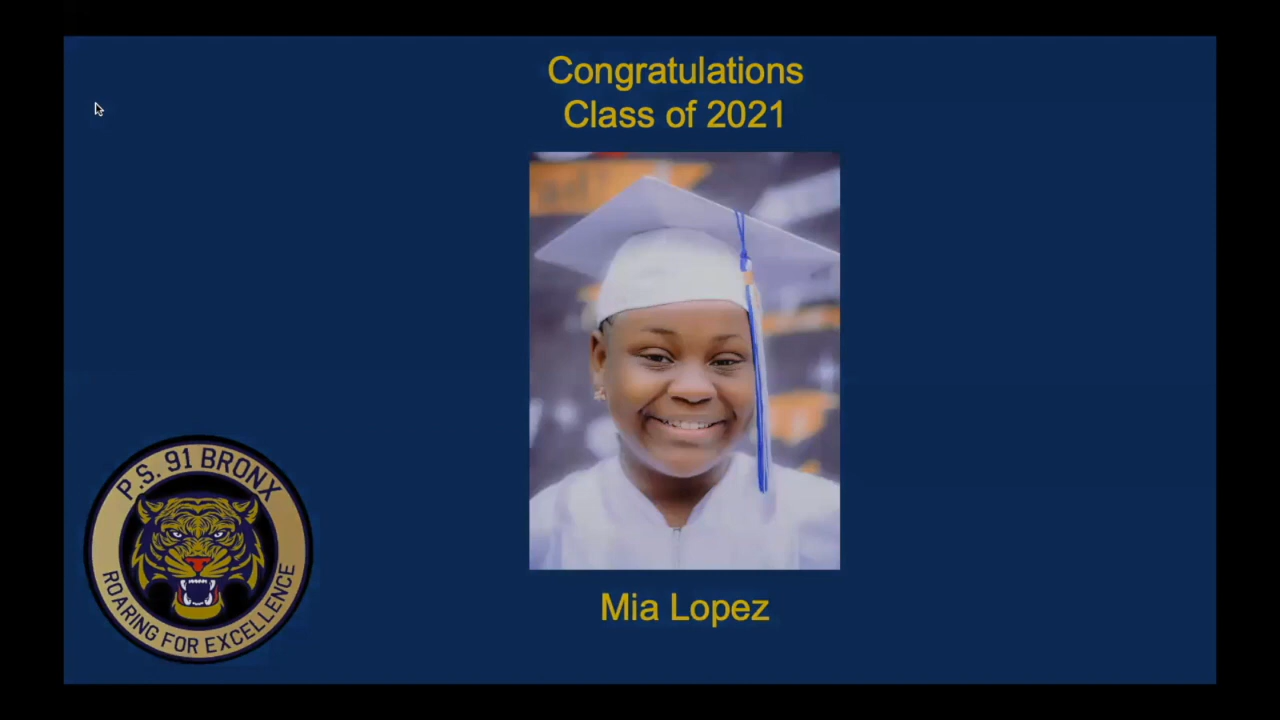 Congratulations
Class of 2021
P.S. 91 BRONX
ROARING FOR EXCELLENCE
Mia Lopez